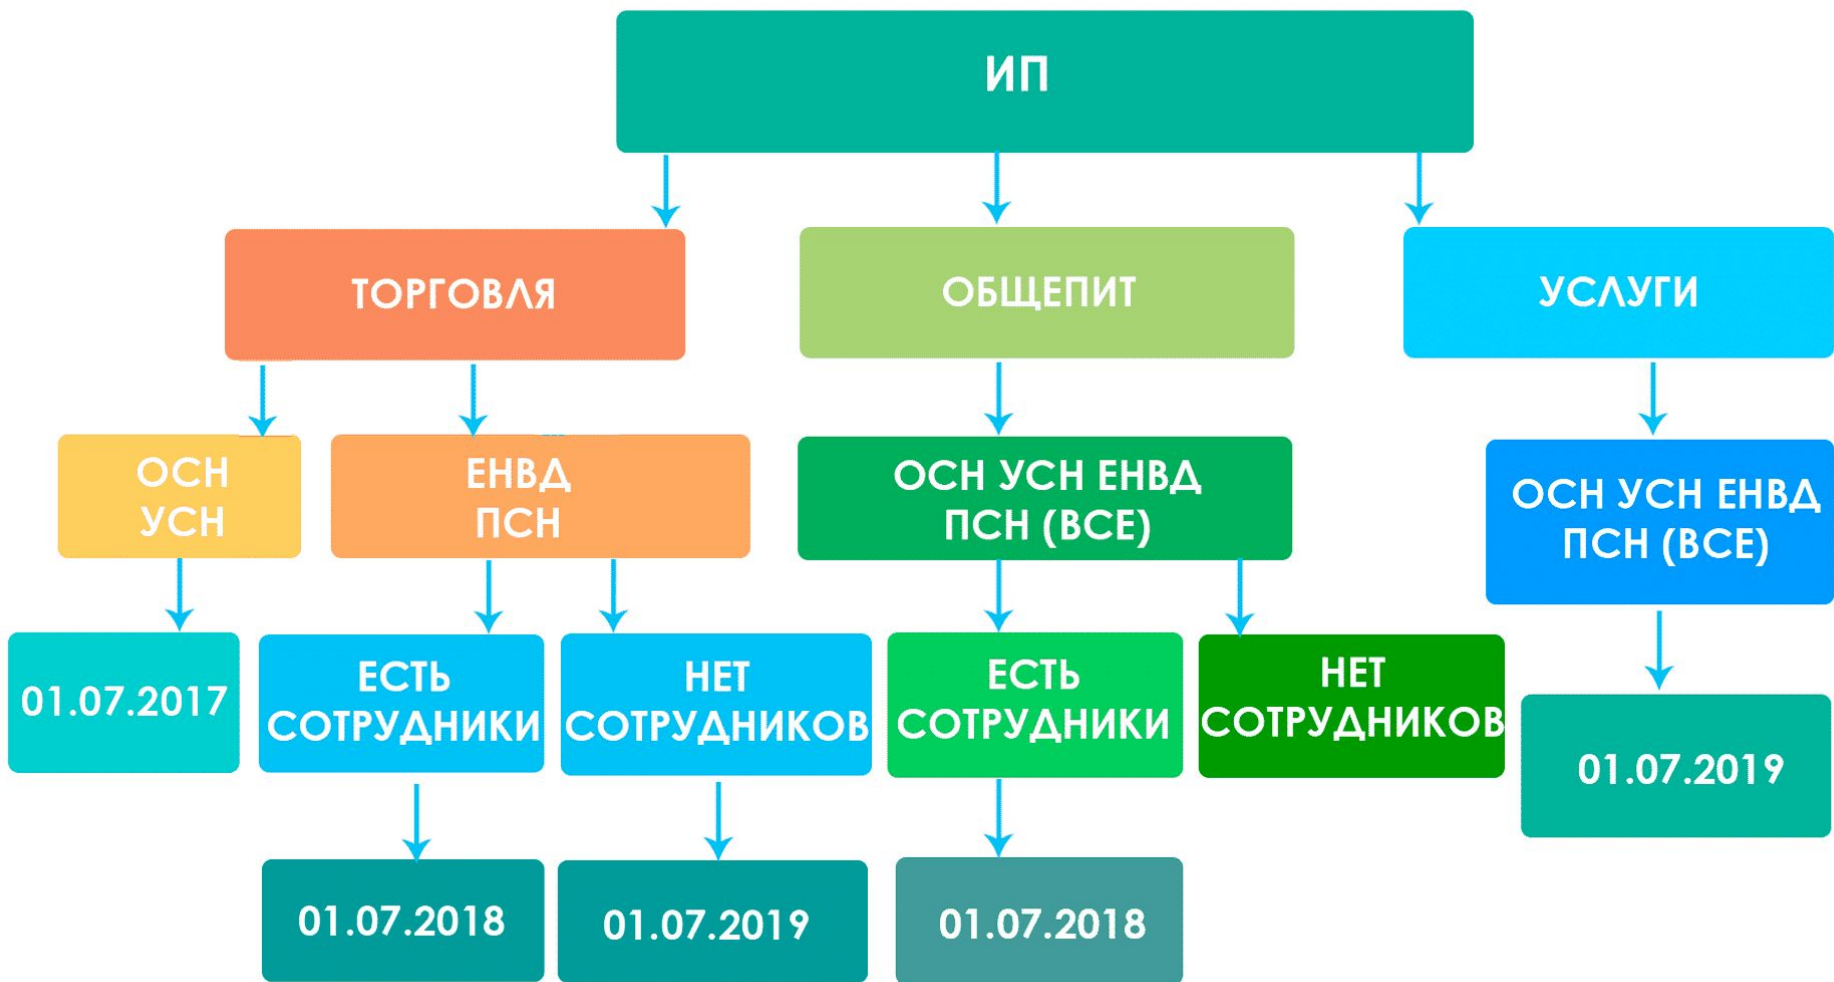 ИП
ТОРГОВЛЯ
ОБЩЕПИТ
УСЛУГИ
ОСН
УСН
ЕНВД
ПСН
ОСН УСН ЕНВД
ПСН (ВСЕ)
ОСН УСН ЕНВД
ПСН (ВСЕ)
01.07.2017
ЕСТЬ
СОТРУДНИКИ
НЕТ
СОТРУДНИКОВ
ЕСТЬ
СОТРУДНИКИ
НЕТ
СОТРУДНИКОВ
01.07.2019
01.07.2018
01.07.2019
01.07.2018